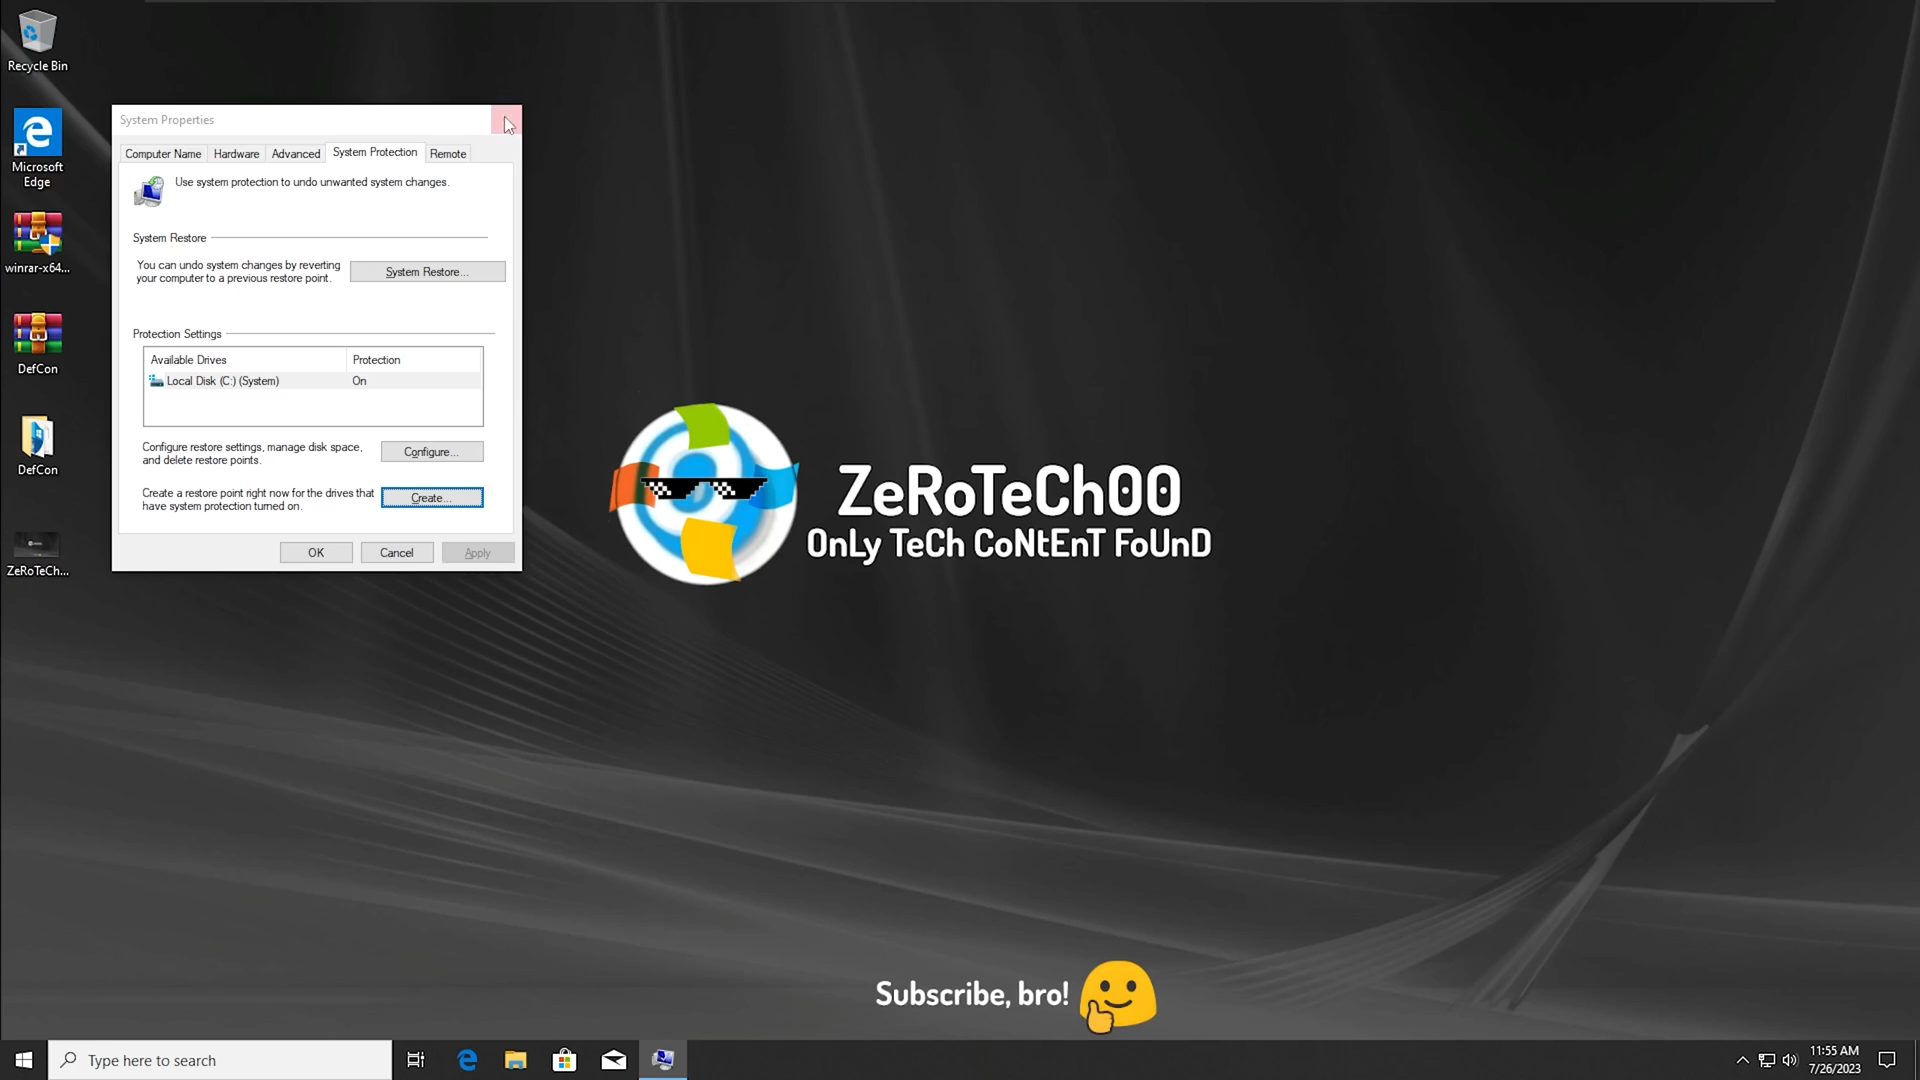 Recycle Bin
Microsoft
Edge
winrar-x64...
DefCon
DefCon
ZeRoTeCh...
System Properties
Computer Name
Hardware
Advanced
System Protection
Remote
Use system protection to undo unwanted system changes.
System Restore
You can undo system changes by reverting
your computer to a previous restore point.
System Restore...
Protection Settings
Available Drives
Protection
Local Disk (C:) (System)
On
Configure restore settings, manage disk space,
and delete restore points.
Configure...
Create a restore point right now for the drives that
have system protection turned on.
Create...
OK
Cancel
Apply
ZeRoTeCh00
OnLy TeCh CoNtEnT FoUnD
Subscribe, bro!
Type here to search
11:55 AM
7/26/2023